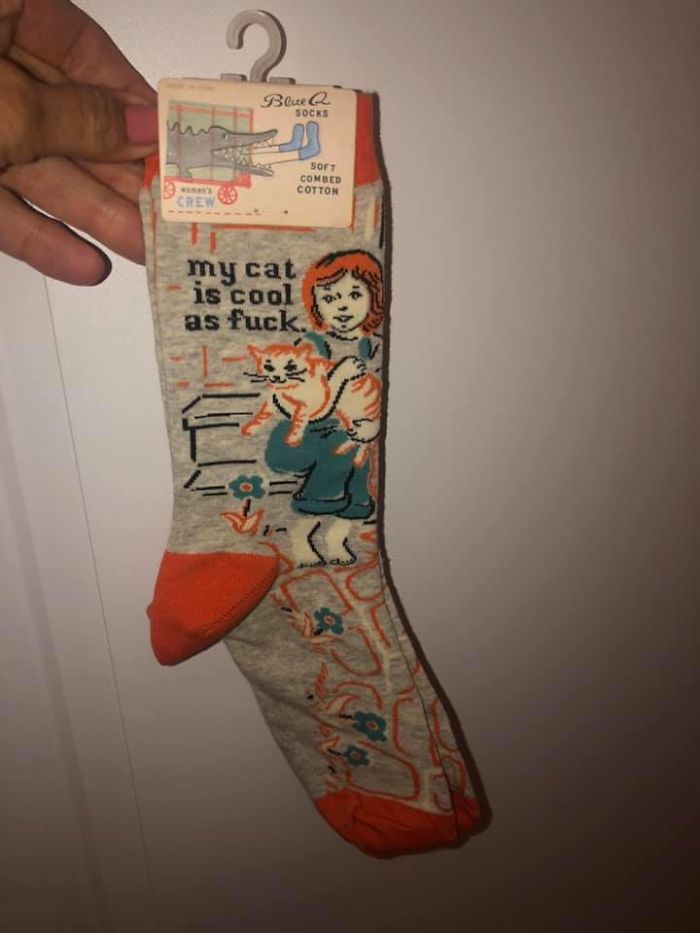 Blue Q
SOCKS
SOFT
COMBED
COTTON
women's
CREW
my cat
is cool
as fuck.